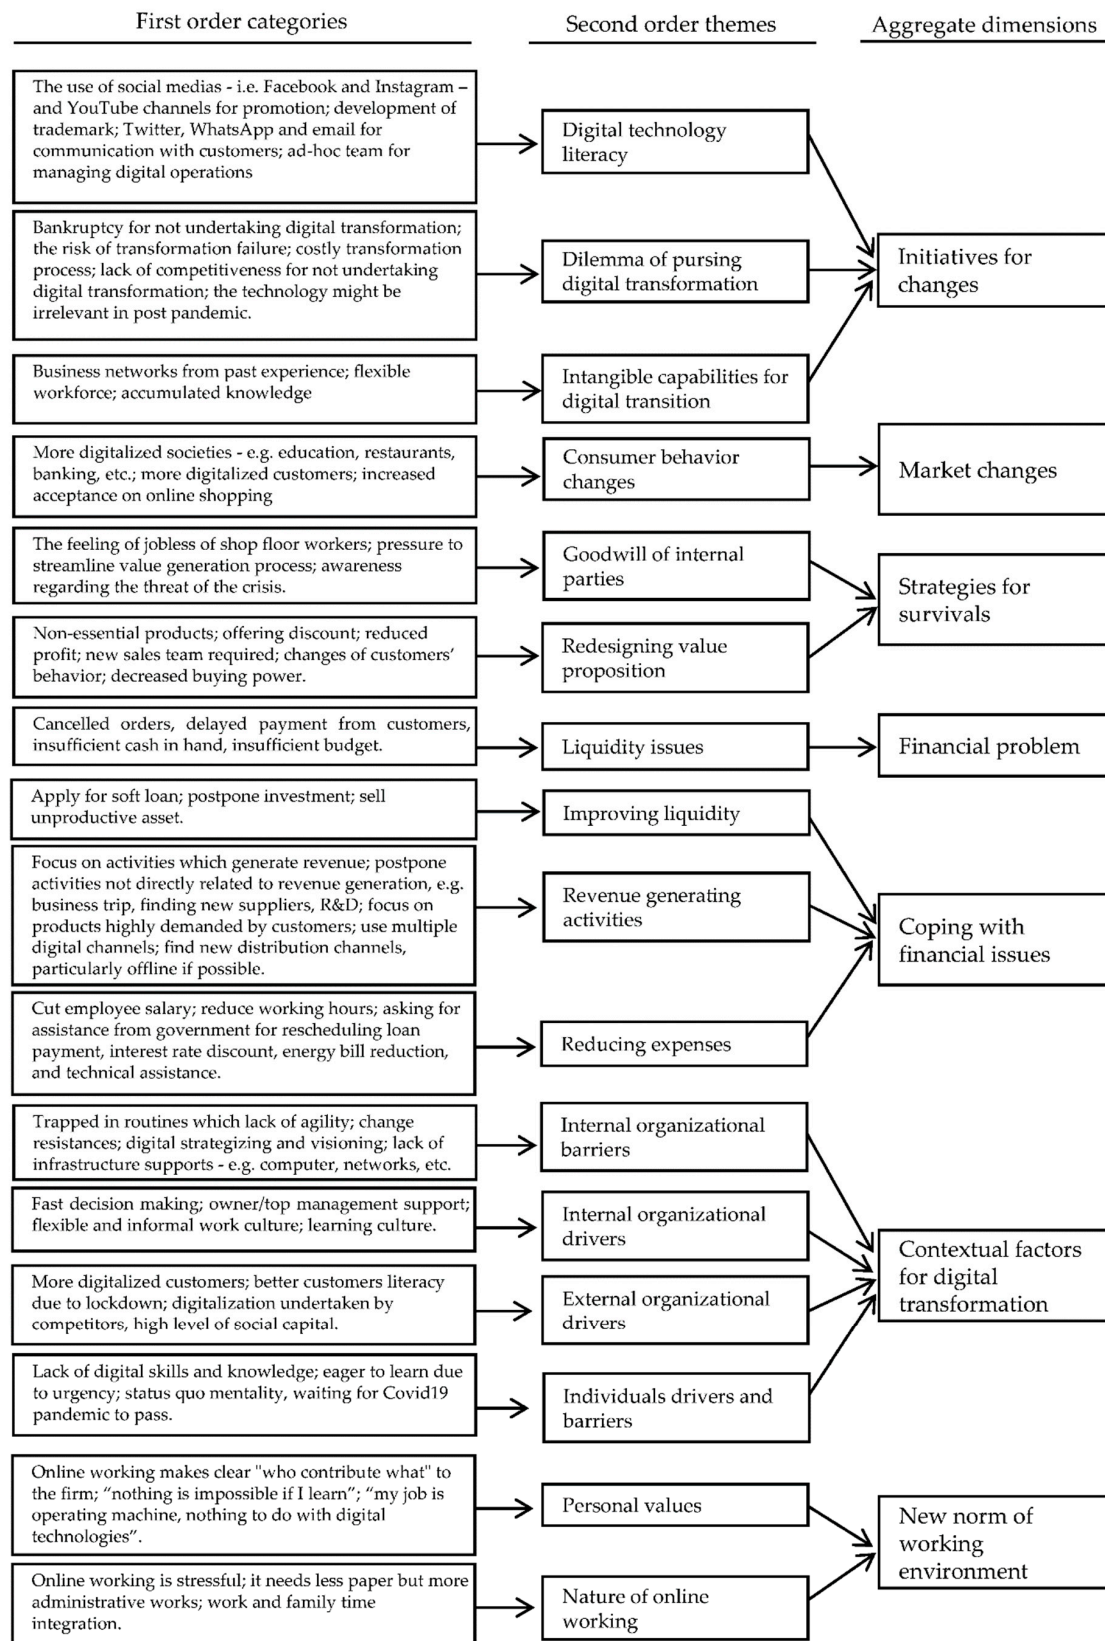 First order categories
Second order themes
Aggregate dimensions
The use of social medias - i.e. Facebook and Instagram –
and YouTube channels for promotion; development of
trademark; Twitter, WhatsApp and email for
communication with customers; ad-hoc team for
managing digital operations
Digital technology
literacy
Bankruptcy for not undertaking digital transformation;
the risk of transformation failure; costly transformation
process; lack of competitiveness for not undertaking
digital transformation; the technology might be
irrelevant in post pandemic.
Dilemma of pursing
digital transformation
Initiatives for
changes
Business networks from past experience; flexible
workforce; accumulated knowledge
Intangible capabilities for
digital transition
More digitalized societies - e.g. education, restaurants,
banking, etc.; more digitalized customers; increased
acceptance on online shopping
Consumer behavior
changes
Market changes
The feeling of jobless of shop floor workers; pressure to
streamline value generation process; awareness
regarding the threat of the crisis.
Goodwill of internal
parties
Strategies for
survivals
Non-essential products; offering discount; reduced
profit; new sales team required; changes of customers’
behavior; decreased buying power.
Redesigning value
proposition
Cancelled orders, delayed payment from customers,
insufficient cash in hand, insufficient budget.
Liquidity issues
Financial problem
Apply for soft loan; postpone investment; sell
unproductive asset.
Improving liquidity
Focus on activities which generate revenue; postpone
activities not directly related to revenue generation, e.g.
business trip, finding new suppliers, R&D; focus on
products highly demanded by customers; use multiple
digital channels; find new distribution channels,
particularly offline if possible.
Revenue generating
activities
Coping with
financial issues
Cut employee salary; reduce working hours; asking for
assistance from government for rescheduling loan
payment, interest rate discount, energy bill reduction,
and technical assistance.
Reducing expenses
Trapped in routines which lack of agility; change
resistances; digital strategizing and visioning; lack of
infrastructure supports - e.g. computer, networks, etc.
Internal organizational
barriers
Fast decision making; owner/top management support;
flexible and informal work culture; learning culture.
Internal organizational
drivers
Contextual factors
for digital
transformation
More digitalized customers; better customers literacy
due to lockdown; digitalization undertaken by
competitors, high level of social capital.
External organizational
drivers
Lack of digital skills and knowledge; eager to learn due
to urgency; status quo mentality, waiting for Covid19
pandemic to pass.
Individuals drivers and
barriers
Online working makes clear "who contribute what" to
the firm; “nothing is impossible if I learn”; “my job is
operating machine, nothing to do with digital
technologies”.
Personal values
New norm of
working
environment
Online working is stressful; it needs less paper but more
administrative works; work and family time
integration.
Nature of online
working